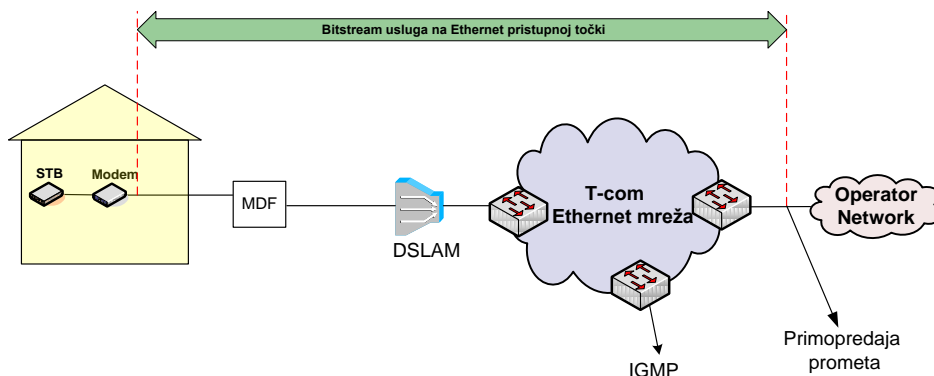 Bitstream usluga na Ethernet pristupnoj točki
STB
Modem
MDF
DSLAM
T-com
Ethernet mreža
Operator
Network
IGMP
Primopredaja
prometa